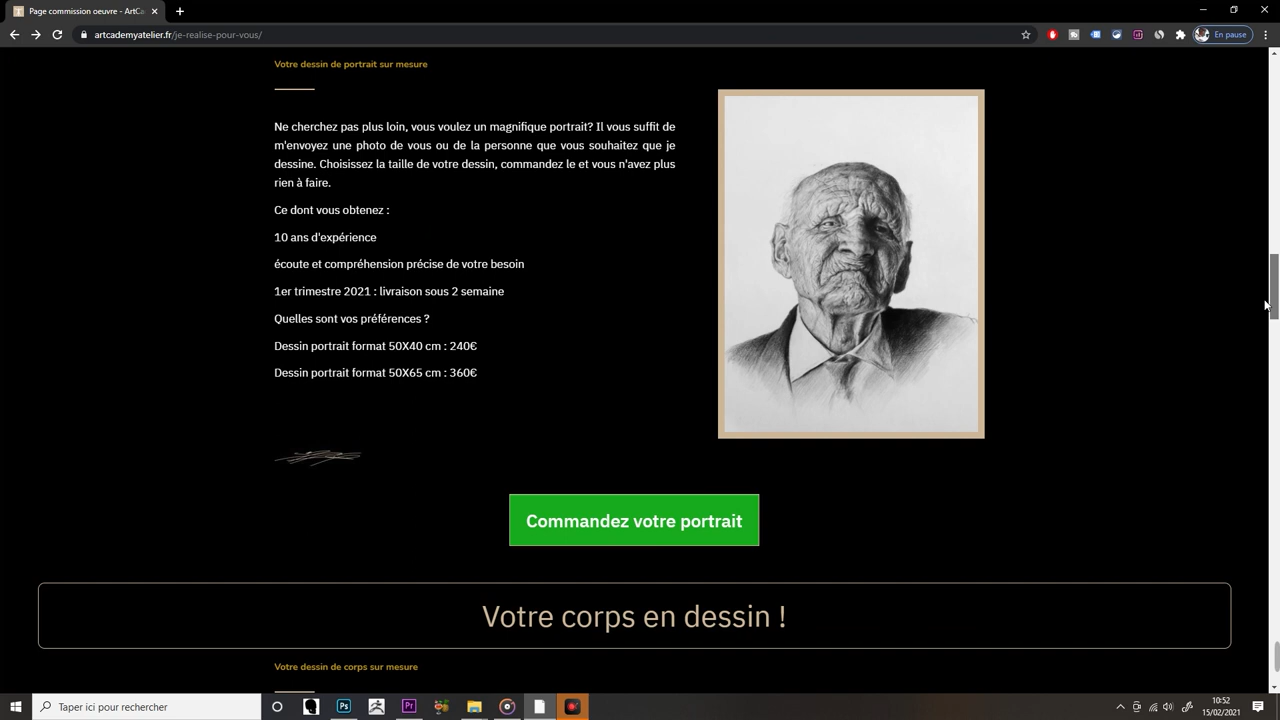 Page commission oeuvre - ArtCa
artcademyatelier.fr/je-realise-pour-vous/
En pause
Votre dessin de portrait sur mesure
Ne cherchez pas plus loin, vous voulez un magnifique portrait? Il vous suffit de
m'envoyez une photo de vous ou de la personne que vous souhaitez que je
dessine. Choisissez la taille de votre dessin, commandez le et vous n'avez plus
rien à faire.
Ce dont vous obtenez :
10 ans d'expérience
écoute et compréhension précise de votre besoin
1er trimestre 2021 : livraison sous 2 semaine
Quelles sont vos préférences ?
Dessin portrait format 50X40 cm : 240€
Dessin portrait format 50X65 cm : 360€
Commandez votre portrait
Votre corps en dessin !
Votre dessin de corps sur mesure
Taper ici pour rechercher
Ps
Pr
10:52
15/02/2021